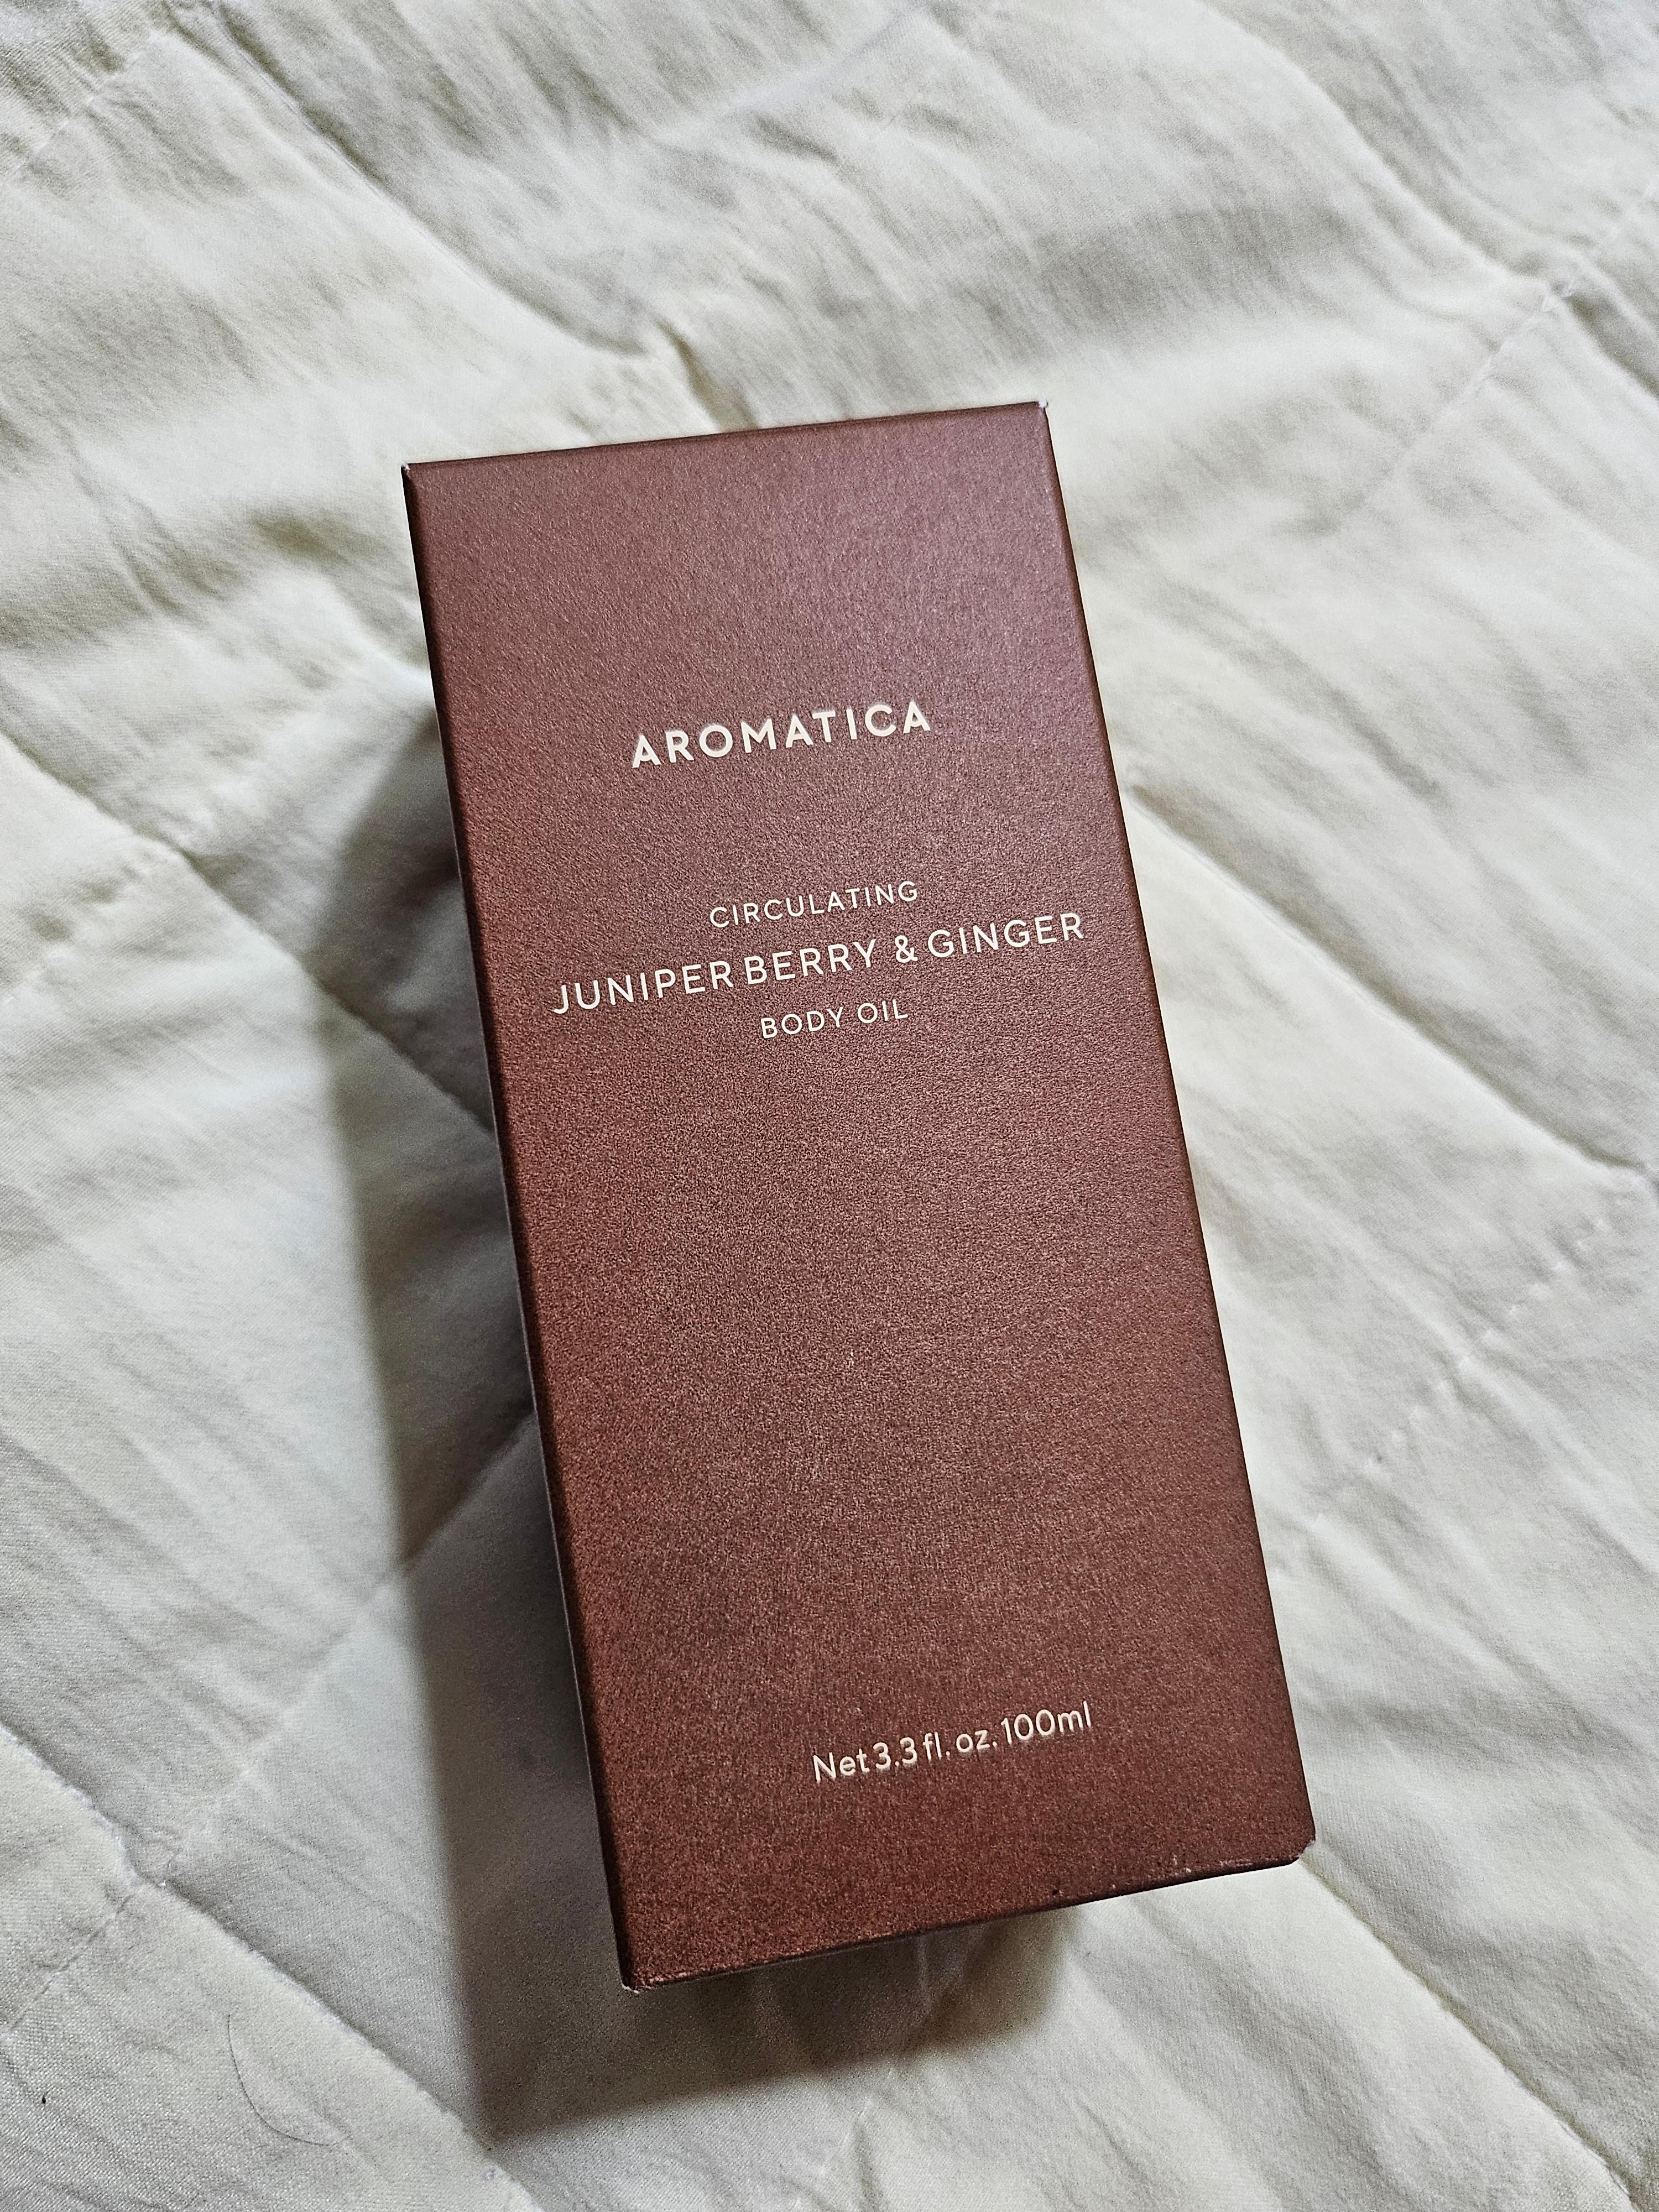 AROMATICA
CIRCULATING
JUNIPER BERRY & GINGER
BODY OIL
Net 3.3 fl. oz. 100ml